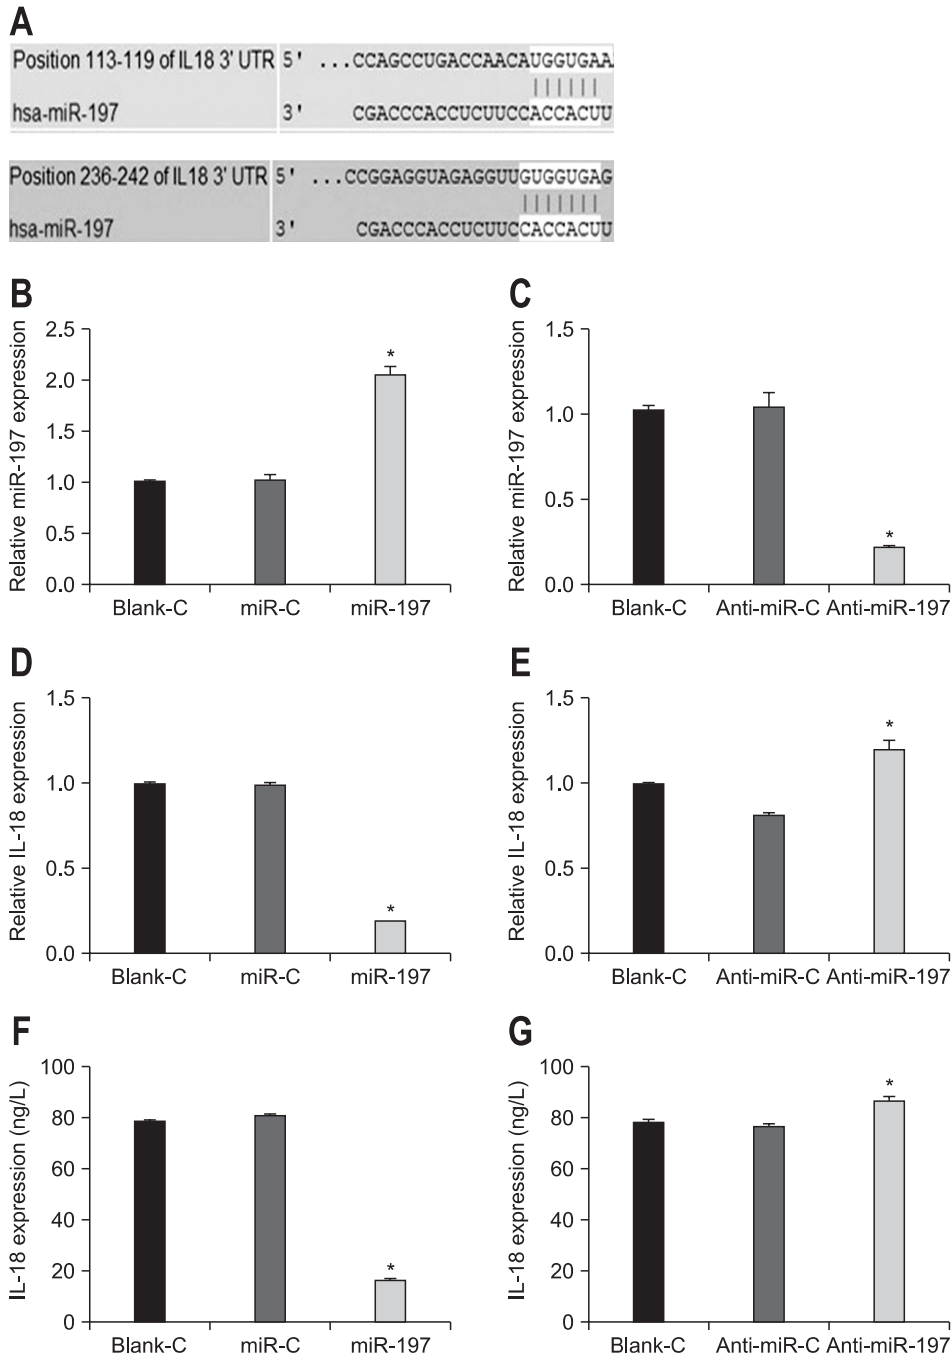 A
Position 113-119 of IL18 3' UTR 5' ...CCAGCCUGACCAACAUGGUGAA
||||||
hsa-miR-197 3' CGACCCACCUCUUCCACCACUU
Position 236-242 of IL18 3' UTR 5' ...CCGGAGGUAGAGGUUGUGGUGAG
|||||||
hsa-miR-197 3' CGACCCACCUCUUCCACCACUU
B
Relative miR-197 expression
2.5
2.0
1.5
1.0
0.5
0.0
*
Blank-C miR-C miR-197
C
Relative miR-197 expression
1.5
1.0
0.5
0.0
*
Blank-C Anti-miR-C Anti-miR-197
D
Relative IL-18 expression
1.5
1.0
0.5
0.0
*
Blank-C miR-C miR-197
E
Relative IL-18 expression
1.5
1.0
0.5
0.0
*
Blank-C Anti-miR-C Anti-miR-197
F
IL-18 expression (ng/L)
100
80
60
40
20
0
*
Blank-C miR-C miR-197
G
IL-18 expression (ng/L)
100
80
60
40
20
0
*
Blank-C Anti-miR-C Anti-miR-197